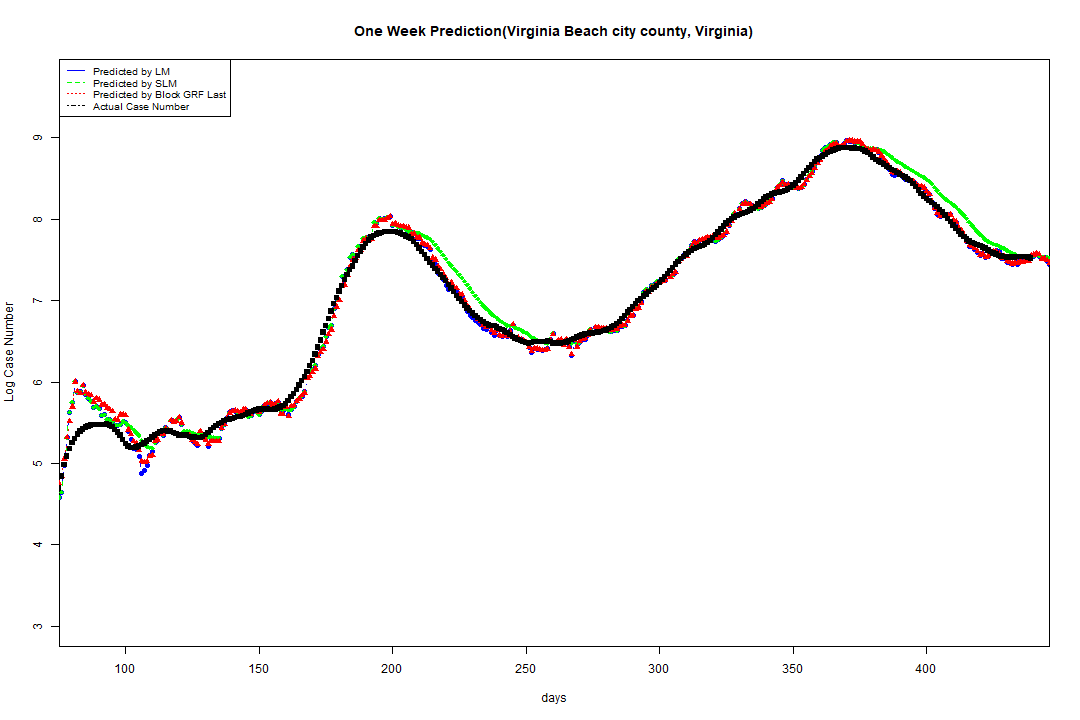 One Week Prediction(Virginia Beach city county, Virginia)
Predicted by LM
Predicted by SLM
Predicted by Block GRF Last
Actual Case Number
9
8
7
6
5
4
3
Log Case Number
100 150 200 250 300 350 400
days